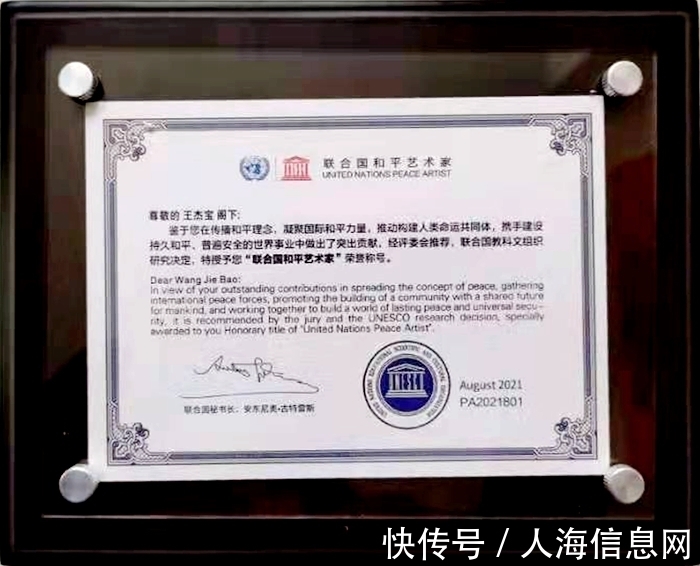 联合国和平艺术家
UNITED NATIONS PEACE ARTIST
尊敬的 王杰宝 阁下:
鉴于您在传播和平理念，凝聚国际和平力量，推动构建人类命运共同体，携手建设
持久和平、普遍安全的世界事业中做出了突出贡献，经评委会推荐，联合国教科文组织
研究决定，特授予您“联合国和平艺术家”荣誉称号。
Dear Wang Jie Bao:
In view of your outstanding contributions in spreading the concept of peace, gathering
international peace forces, promoting the building of a community with a shared future
for mankind, and working together to build a world of lasting peace and universal secu-
rity, it is recommended by the jury and the UNESCO research decision, specially
awarded to you Honorary title of "United Nations Peace Artist".
联合国秘书长：安东尼奥·古特雷斯
UNITED NATIONS EDUCATIONAL SCIENTIFIC AND CULTURAL ORGANIZATION
August 2021
PA2021801
快传号 / 人海信息网